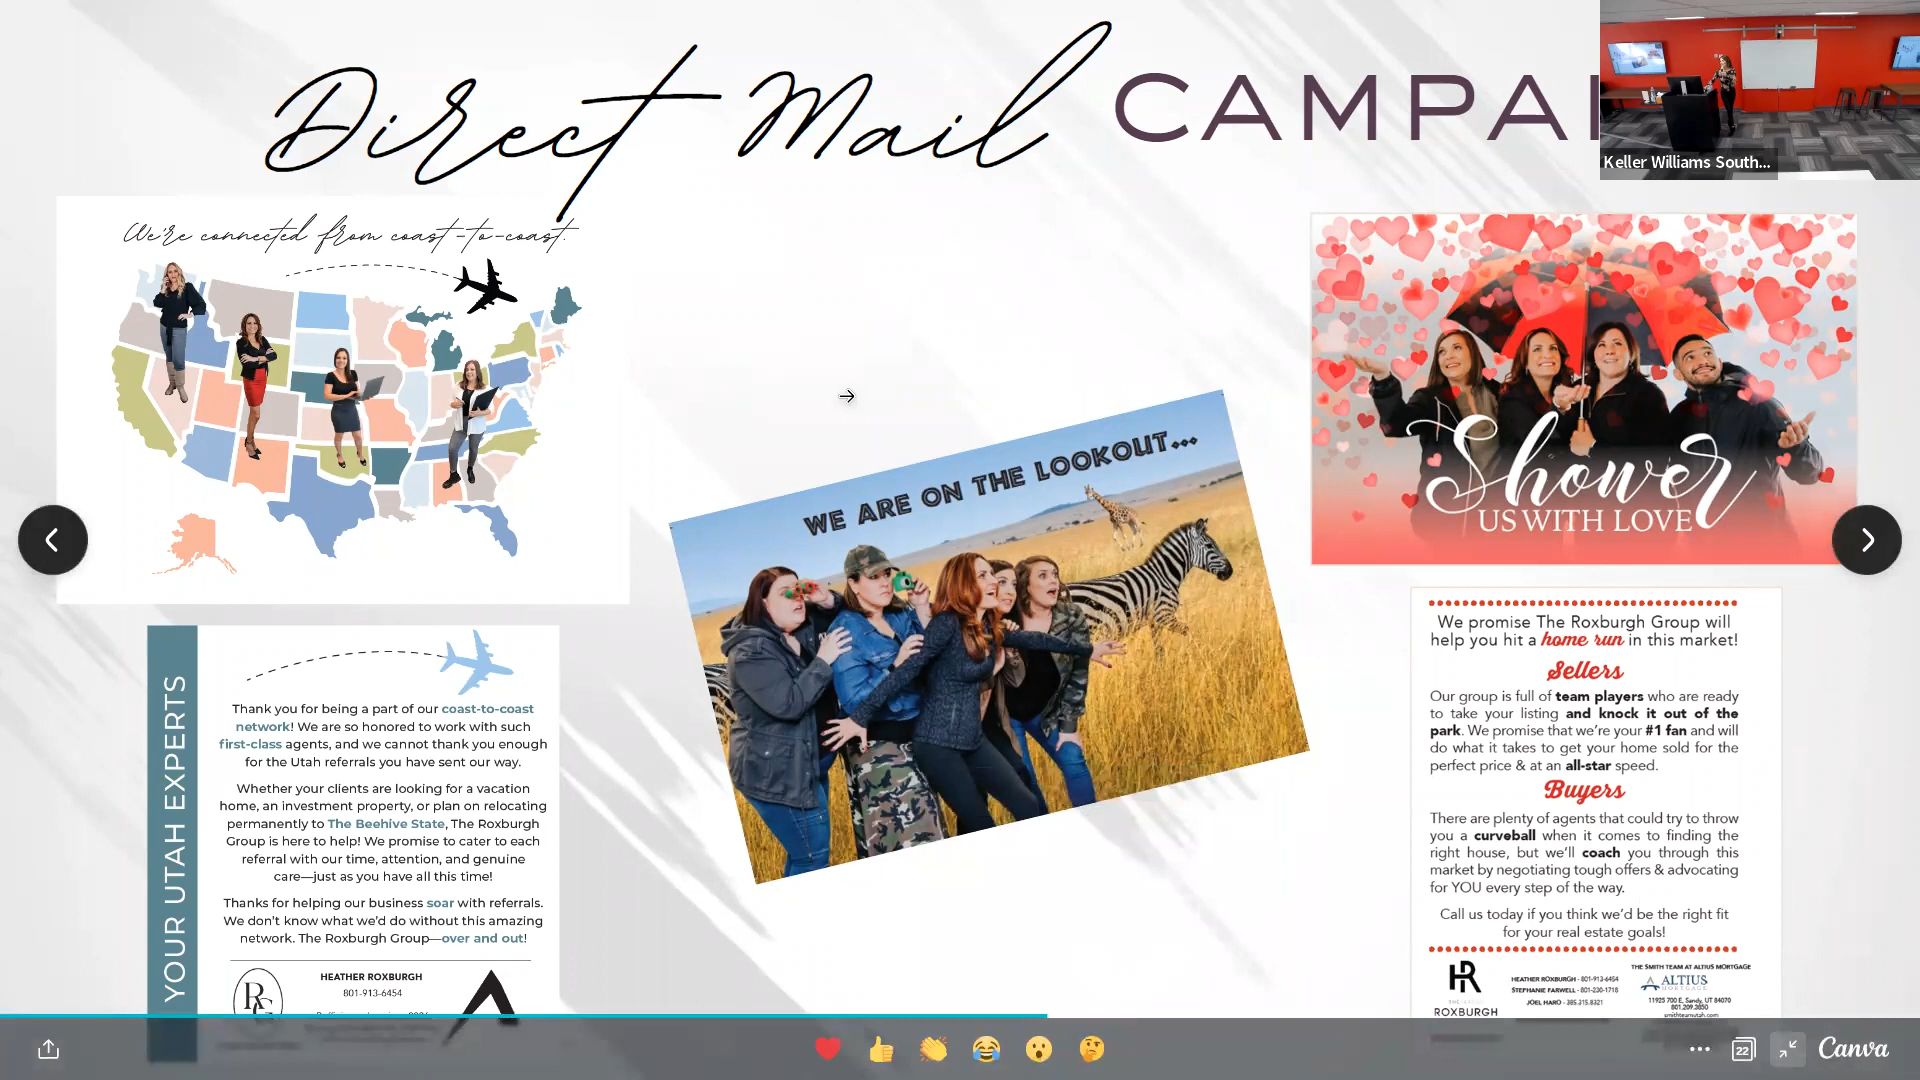 Direct Mail CAMPAI
Keller Williams South...
We're connected from coast-to-coast.
WE ARE ON THE LOOKOUT...
Shower
US WITH LOVE
YOUR UTAH EXPERTS
Thank you for being a part of our coast-to-coast
network! We are so honored to work with such
first-class agents, and we cannot thank you enough
for the Utah referrals you have sent our way.
Whether your clients are looking for a vacation
home, an investment property, or plan on relocating
permanently to The Beehive State, The Roxburgh
Group is here to help! We promise to cater to each
referral with our time, attention, and genuine
care—just as you have all this time!
Thanks for helping our business soar with referrals.
We don't know what we'd do without this amazing
network. The Roxburgh Group—over and out!
RG
HEATHER ROXBURGH
801-913-6454
We promise The Roxburgh Group will
help you hit a home run in this market!
Sellers
Our group is full of team players who are ready
to take your listing and knock it out of the
park. We promise that we're your #1 fan and will
do what it takes to get your home sold for the
perfect price & at an all-star speed.
Buyers
There are plenty of agents that could try to throw
you a curveball when it comes to finding the
right house, but we'll coach you through this
market by negotiating tough offers & advocating
for YOU every step of the way.
Call us today if you think we'd be the right fit
for your real estate goals!
HR
ROXBURGH
HEATHER ROXBURGH - 801-913-6454
STEPHANIE FARWELL - 801-230-1718
JOEL HARO - 385.315.8321
THE SMITH TEAM AT ALTIUS MORTGAGE
ALTIUS
MORTGAGE
11925 700 E, Sandy, UT 84070
801.209.3850
smithteamutah.com
22
Canva